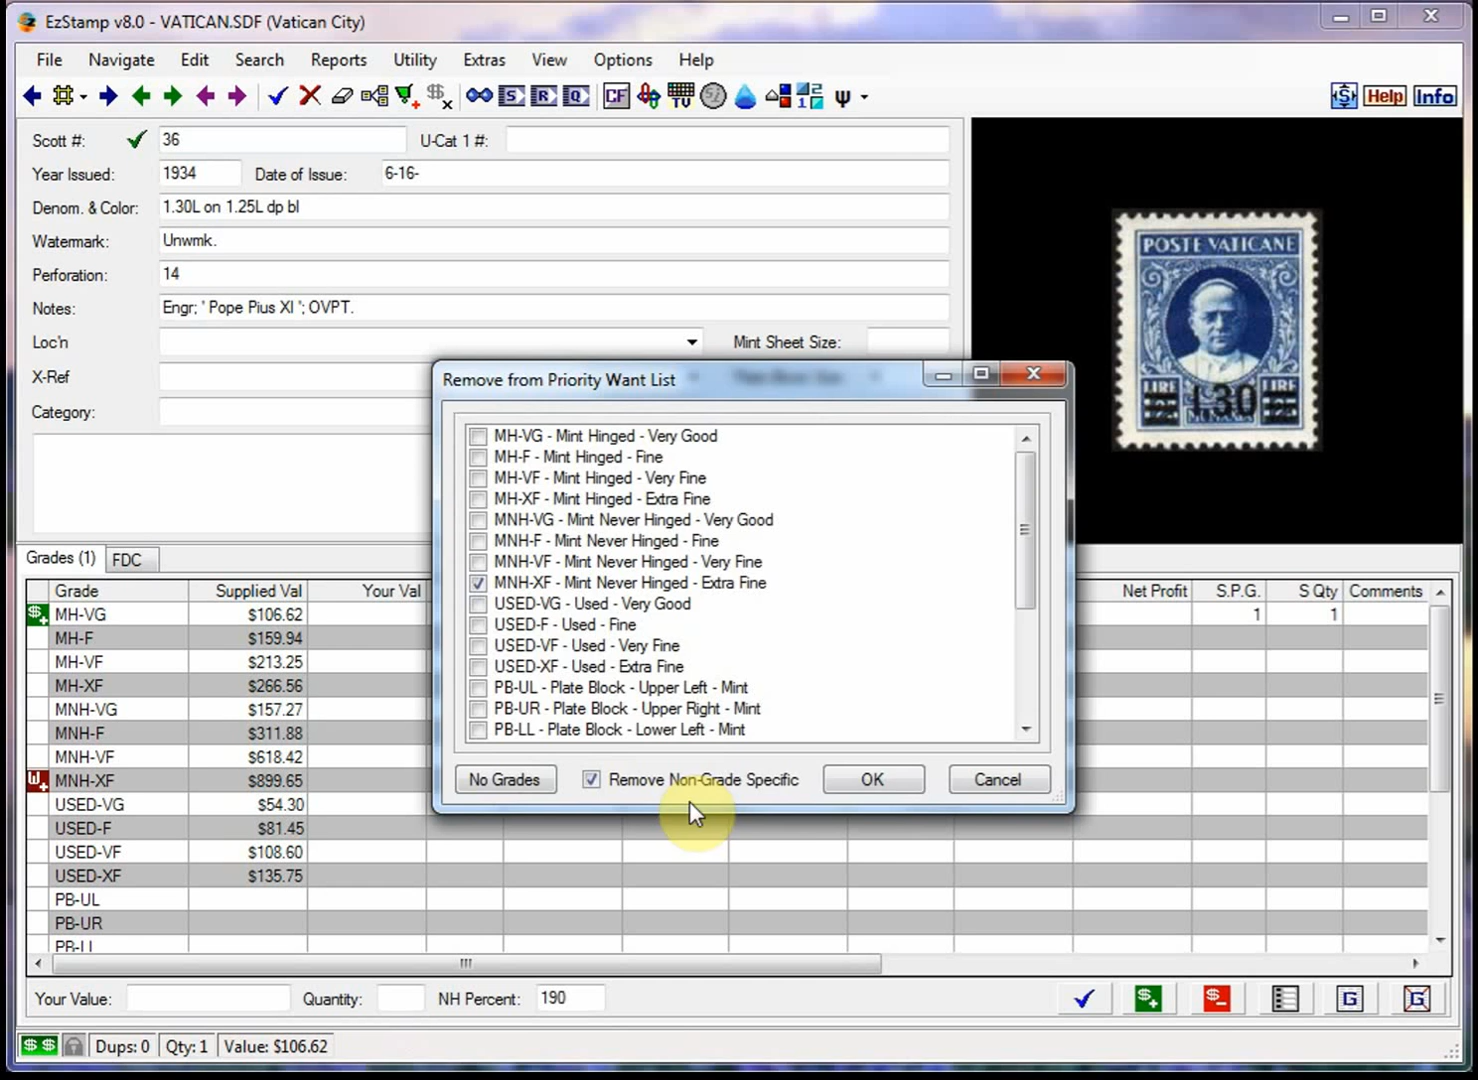 EzStamp v8.0 - VATICAN.SDF (Vatican City)
File Navigate Edit Search Reports Utility Extras View Options Help
$x S R Q CF TV 1 2 ψ S Help Info
Scott #: 36 U-Cat 1 #:
Year Issued: 1934 Date of Issue: 6-16-
Denom. & Color: 1.30L on 1.25L dp bl
Watermark: Unwmk.
Perforation: 14
Notes: Engr; ' Pope Pius XI '; OVPT.
Loc'n Mint Sheet Size:
X-Ref
Category:
POSTE VATICANE
LIRE LIRE
1,30
Remove from Priority Want List
MH-VG - Mint Hinged - Very Good
MH-F - Mint Hinged - Fine
MH-VF - Mint Hinged - Very Fine
MH-XF - Mint Hinged - Extra Fine
MNH-VG - Mint Never Hinged - Very Good
MNH-F - Mint Never Hinged - Fine
MNH-VF - Mint Never Hinged - Very Fine
MNH-XF - Mint Never Hinged - Extra Fine
USED-VG - Used - Very Good
USED-F - Used - Fine
USED-VF - Used - Very Fine
USED-XF - Used - Extra Fine
PB-UL - Plate Block - Upper Left - Mint
PB-UR - Plate Block - Upper Right - Mint
PB-LL - Plate Block - Lower Left - Mint
No Grades Remove Non-Grade Specific OK Cancel
Grades (1) FDC
Grade Supplied Val Your Val Net Profit S.P.G. S Qty Comments
$+ MH-VG $106.62 1 1
MH-F $159.94
MH-VF $213.25
MH-XF $266.56
MNH-VG $157.27
MNH-F $311.88
MNH-VF $618.42
W+ MNH-XF $899.65
USED-VG $54.30
USED-F $81.45
USED-VF $108.60
USED-XF $135.75
PB-UL
PB-UR
PB-LL
Your Value: Quantity: NH Percent: 190 $+ $- G G
$ $ Dups: 0 Qty: 1 Value: $106.62